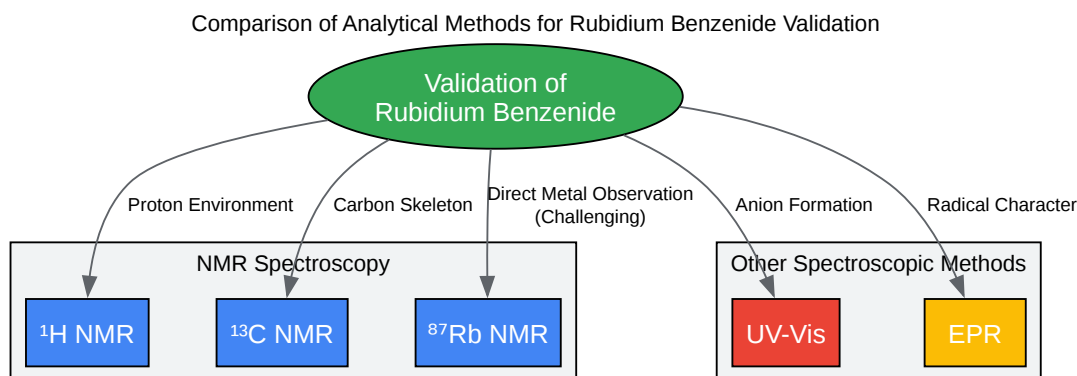 Comparison of Analytical Methods for Rubidium Benzenide Validation
Validation of
Rubidium Benzenide
Proton Environment
Carbon Skeleton
Direct Metal Observation
(Challenging)
Anion Formation
Radical Character
NMR Spectroscopy
Other Spectroscopic Methods
¹H NMR
¹³C NMR
⁸⁷Rb NMR
UV-Vis
EPR